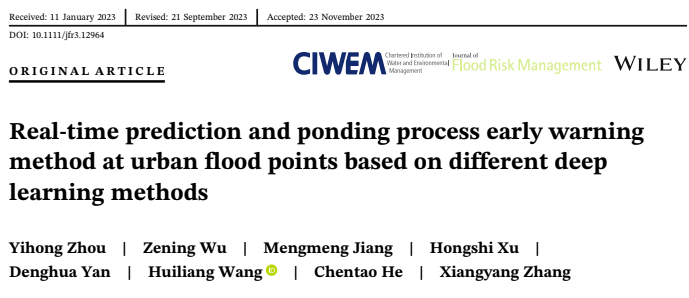 Received: 11 January 2023 | Revised: 21 September 2023 | Accepted: 23 November 2023
DOI: 10.1111/jfr3.12964
ORIGINAL ARTICLE
CIWEM Chartered Institution of
Water and Environmental
Management
Journal of
Flood Risk Management
WILEY
Real-time prediction and ponding process early warning
method at urban flood points based on different deep
learning methods
Yihong Zhou | Zening Wu | Mengmeng Jiang | Hongshi Xu |
Denghua Yan | Huiliang Wang iD | Chentao He | Xiangyang Zhang